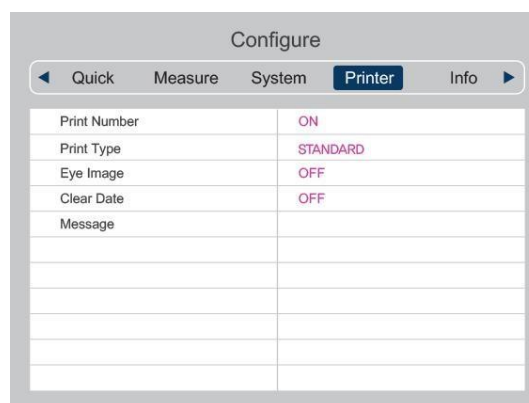 Configure
◀ Quick Measure System Printer Info ▶
Print Number ON
Print Type STANDARD
Eye Image OFF
Clear Date OFF
Message